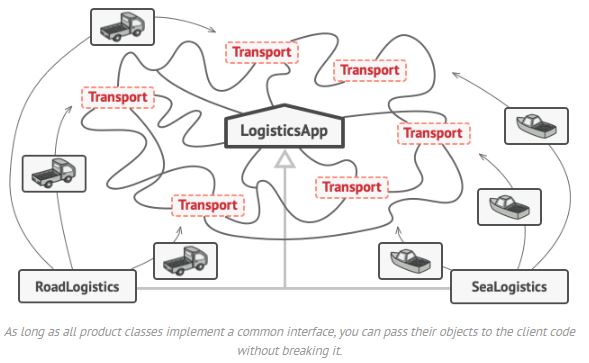 Transport
Transport
Transport
LogisticsApp
Transport
Transport
Transport
RoadLogistics
SeaLogistics
As long as all product classes implement a common interface, you can pass their objects to the client code
without breaking it.